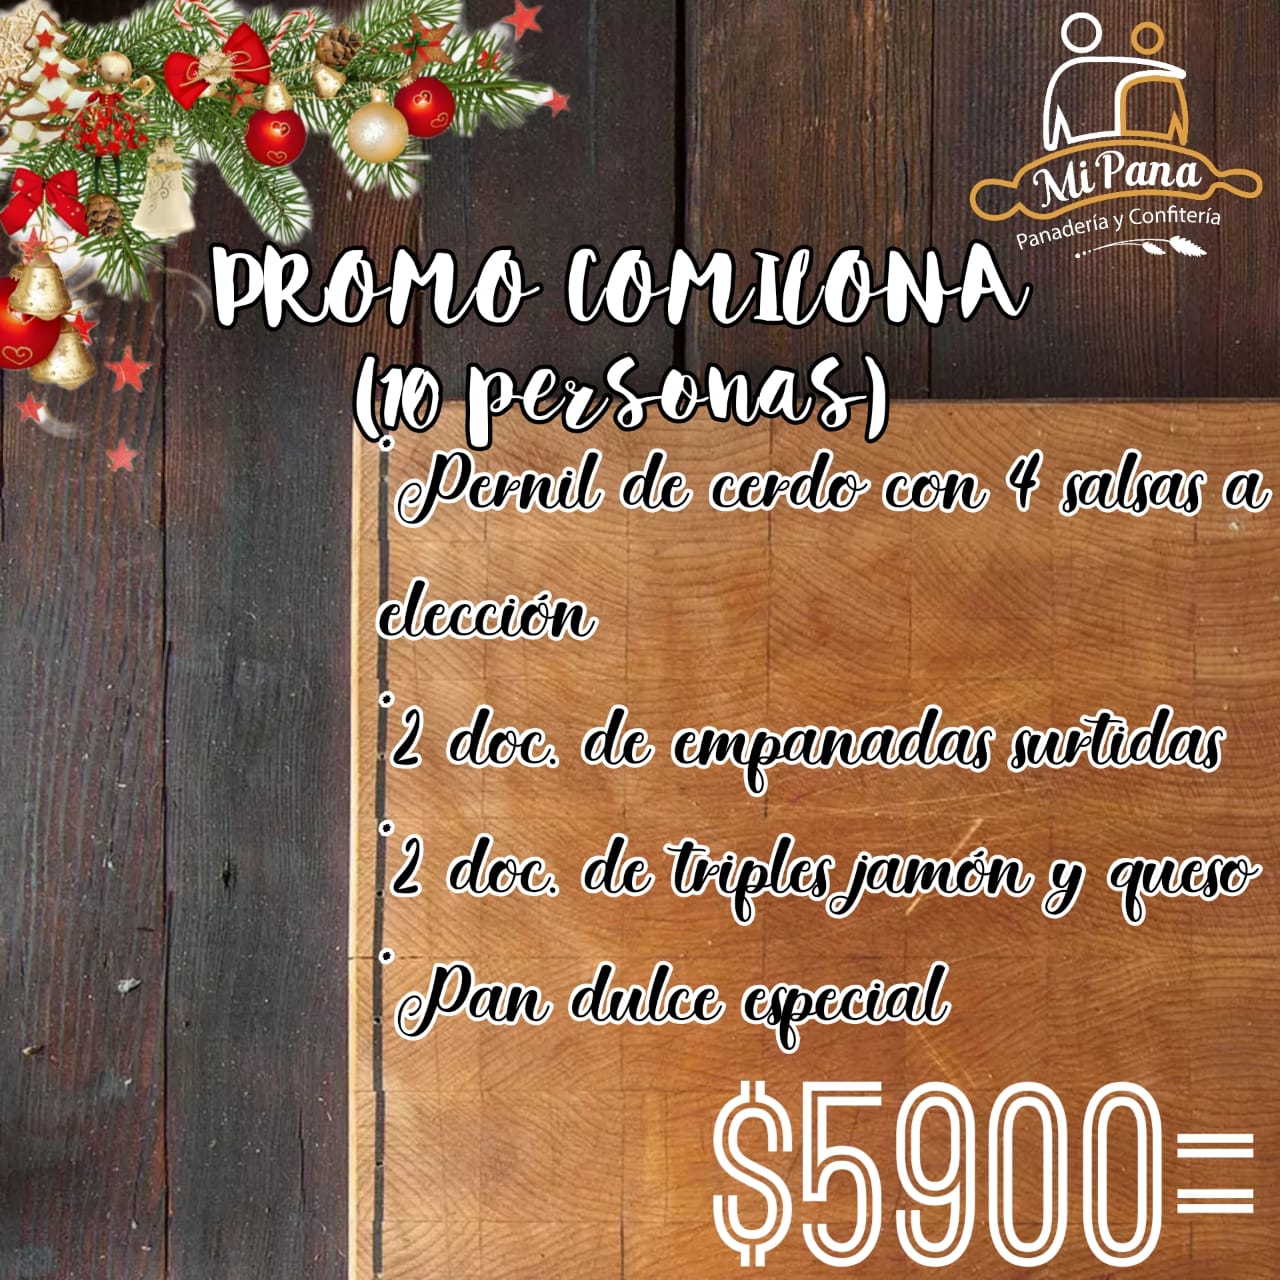 Mi Pana
Panadería y Confitería
PROMO COMILONA
(10 personas)
• Pernil de cerdo con 4 salsas a
elección
• 2 doc. de empanadas surtidas
• 2 doc. de triples jamón y queso
• Pan dulce especial
$5900=